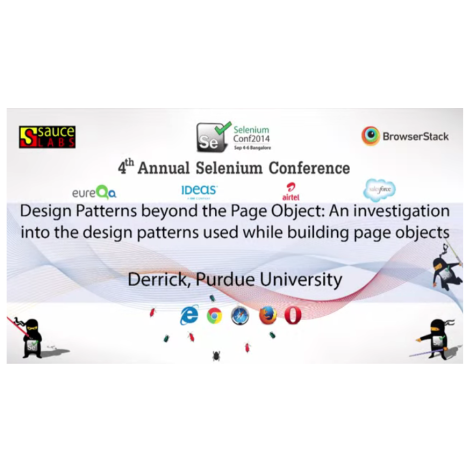 sauce
LABS
Se
Selenium
Conf2014
Sep 4-6 Bangalore
BrowserStack
4th Annual Selenium Conference
eureQa
IDeaS
airtel
salesforce
Design Patterns beyond the Page Object: An investigation
into the design patterns used while building page objects
Derrick, Purdue University